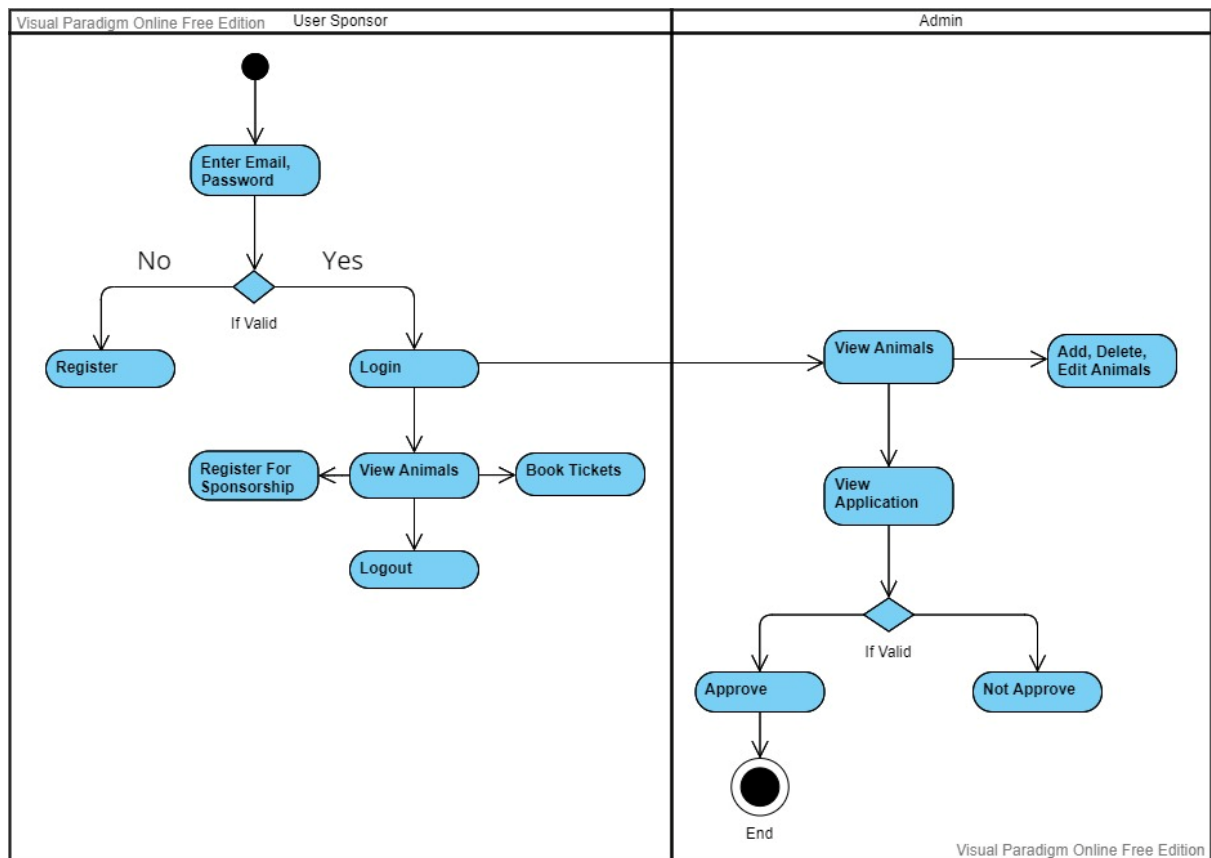 Visual Paradigm Online Free Edition
User Sponsor
Admin
Enter Email,
Password
No
Yes
If Valid
Register
Login
View Animals
Add, Delete,
Edit Animals
Register For
Sponsorship
View Animals
Book Tickets
View
Application
Logout
If Valid
Approve
Not Approve
End
Visual Paradigm Online Free Edition